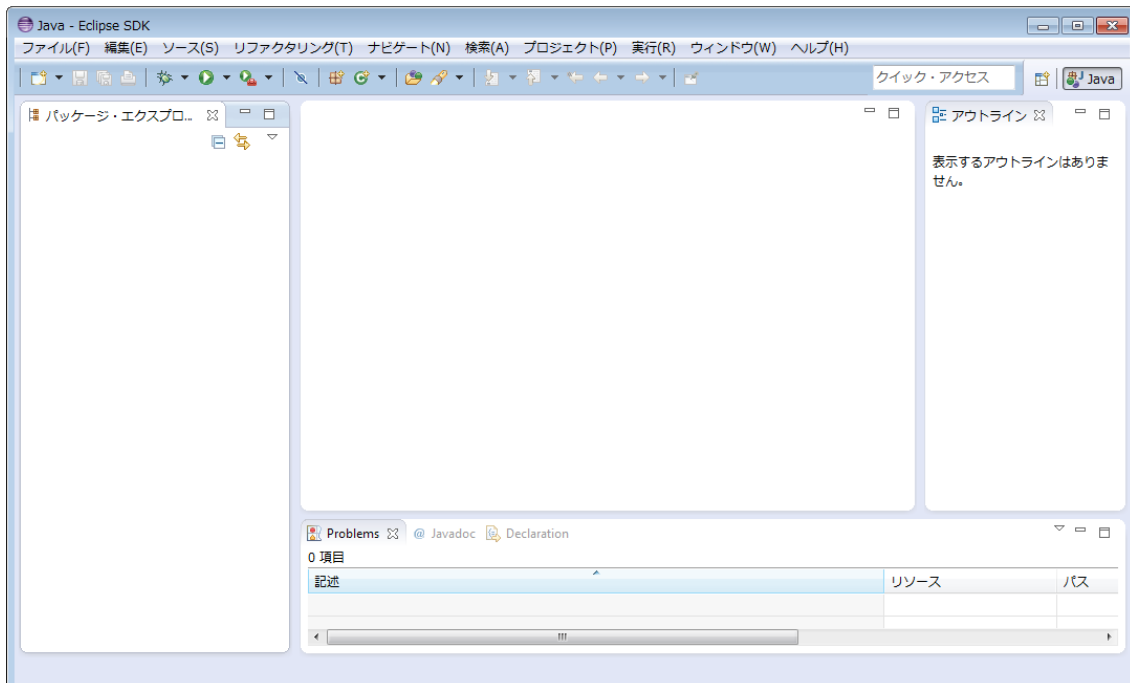 Java - Eclipse SDK
ファイル(F) 編集(E) ソース(S) リファクタリング(T) ナビゲート(N) 検索(A) プロジェクト(P) 実行(R) ウィンドウ(W) ヘルプ(H)
クイック・アクセス Java
パッケージ・エクスプロ...
アウトライン
表示するアウトラインはありま
せん。
Problems @ Javadoc Declaration
0 項目
記述 リソース パス